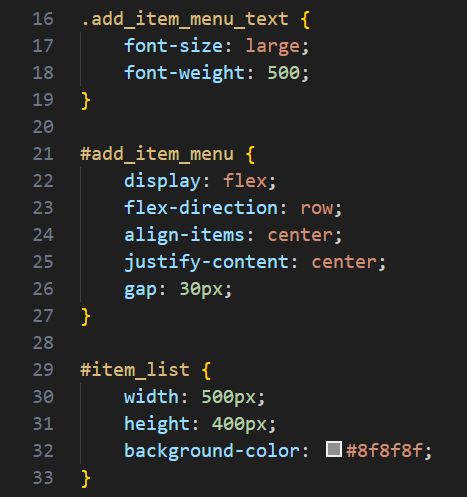 16 .add_item_menu_text {
17     font-size: large;
18     font-weight: 500;
19 }
20
21 #add_item_menu {
22     display: flex;
23     flex-direction: row;
24     align-items: center;
25     justify-content: center;
26     gap: 30px;
27 }
28
29 #item_list {
30     width: 500px;
31     height: 400px;
32     background-color: #8f8f8f;
33 }